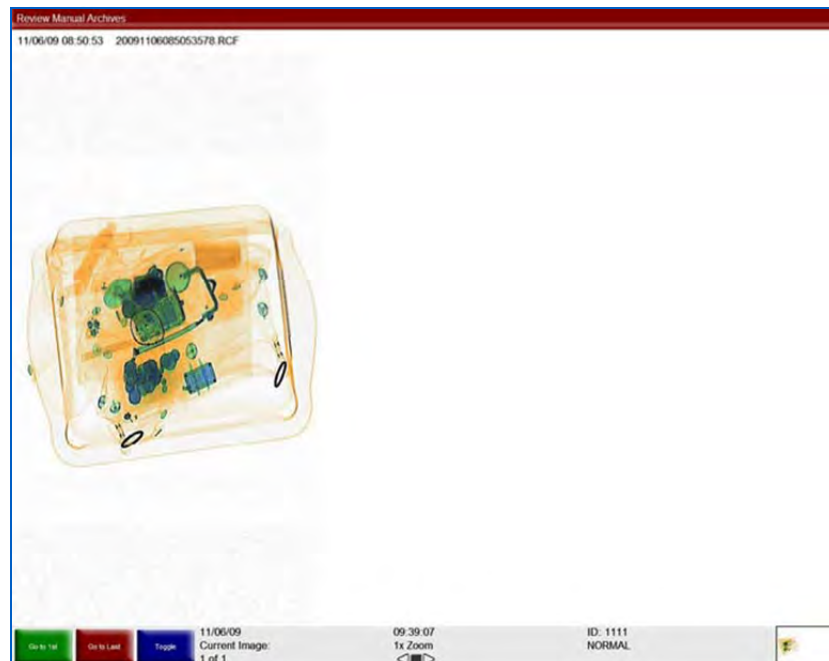 Review Manual Archives
11/06/09 08:50:53 20091106085053578.RCF
Go to 1st Go to Last Toggle
11/06/09
Current Image:
1 of 1
09:39:07
1x Zoom
ID: 1111
NORMAL